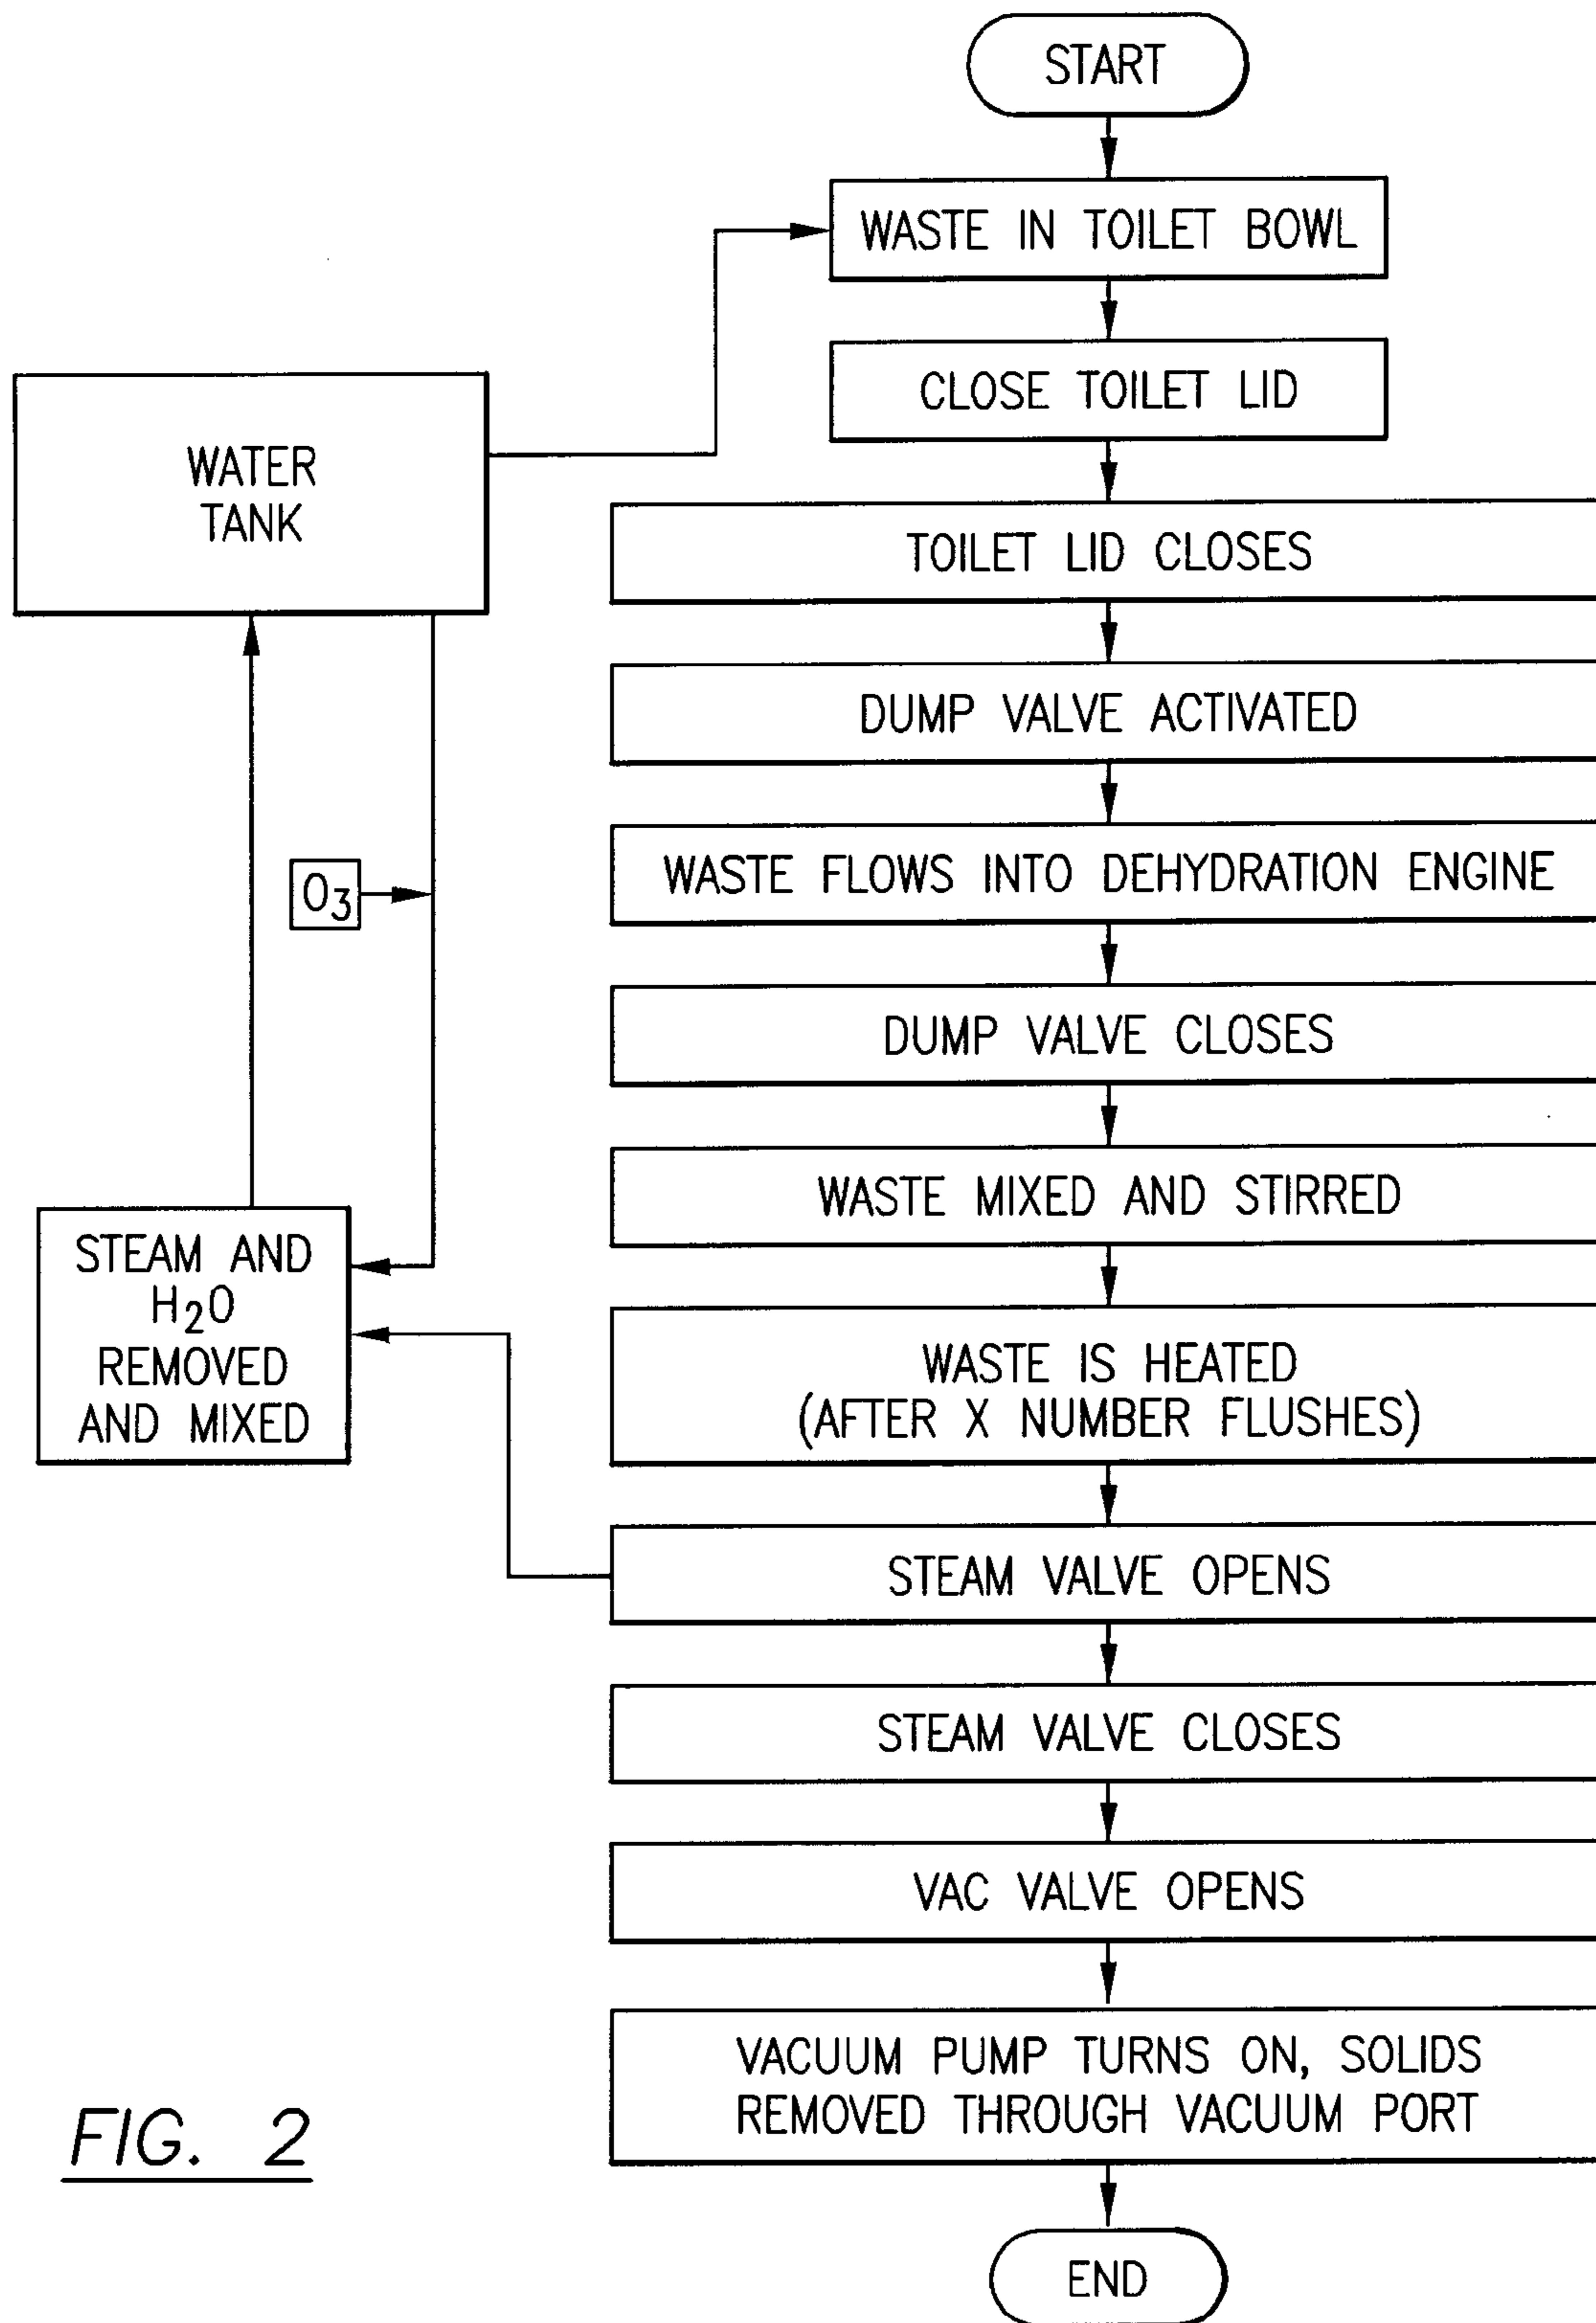 START
WASTE IN TOILET BOWL
CLOSE TOILET LID
WATER
TANK
TOILET LID CLOSES
DUMP VALVE ACTIVATED
WASTE FLOWS INTO DEHYDRATION ENGINE
O₃
DUMP VALVE CLOSES
WASTE MIXED AND STIRRED
STEAM AND
H₂O
REMOVED
AND MIXED
WASTE IS HEATED
(AFTER X NUMBER FLUSHES)
STEAM VALVE OPENS
STEAM VALVE CLOSES
VAC VALVE OPENS
VACUUM PUMP TURNS ON, SOLIDS
REMOVED THROUGH VACUUM PORT
FIG. 2
END